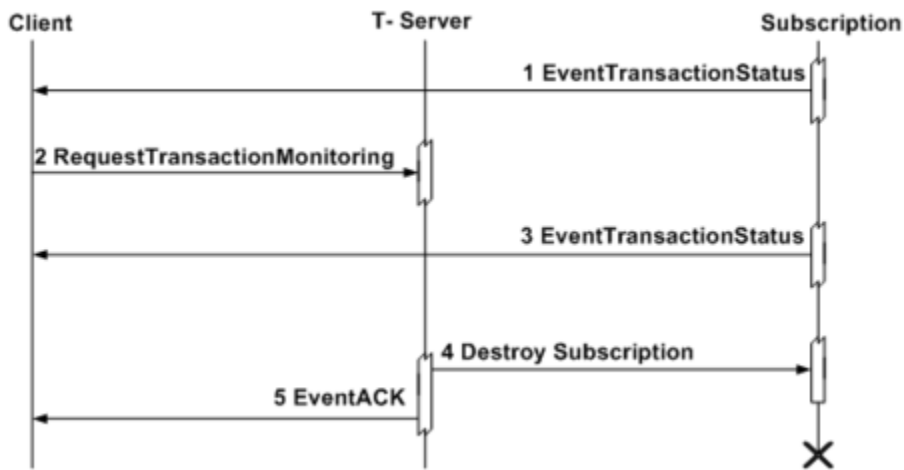 Client
T- Server
Subscription
1 EventTransactionStatus
2 RequestTransactionMonitoring
3 EventTransactionStatus
4 Destroy Subscription
5 EventACK